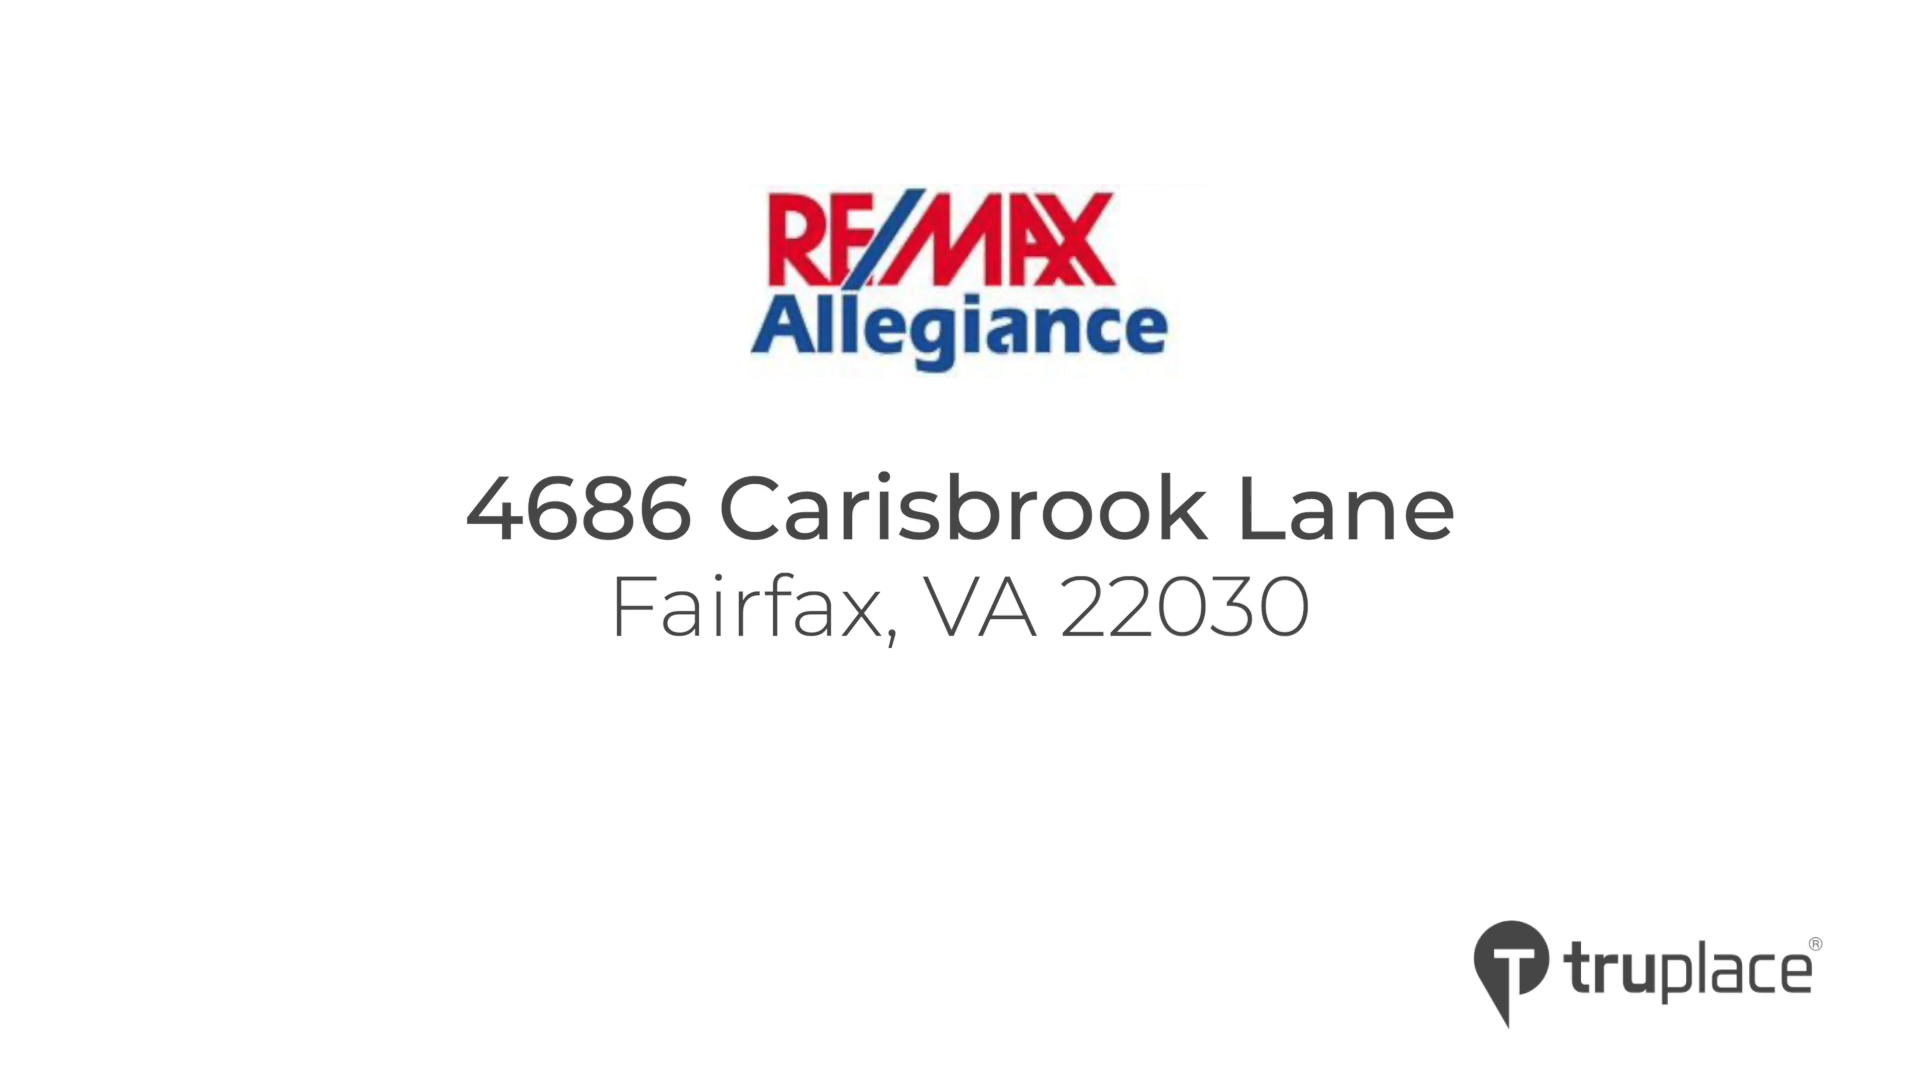 RE/MAX
Allegiance
4686 Carisbrook Lane
Fairfax, VA 22030
truplace®